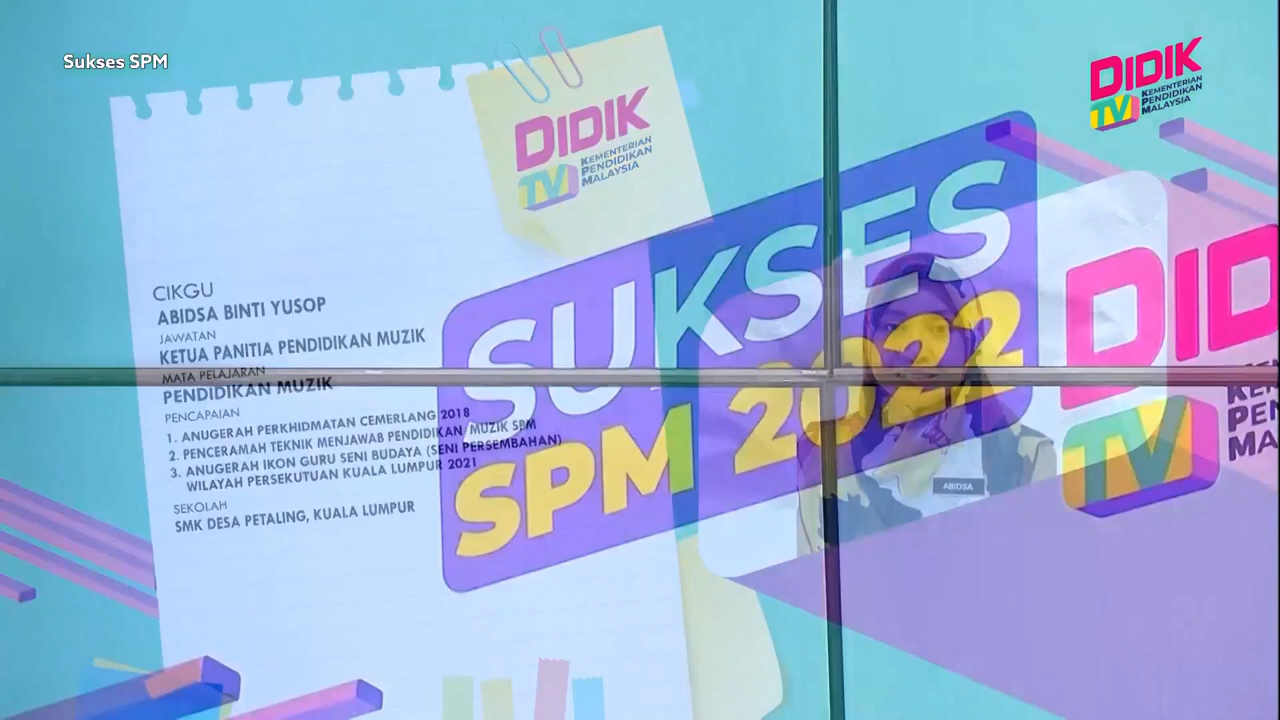 Sukses SPM
DIDIK
TV
KEMENTERIAN
PENDIDIKAN
MALAYSIA
DIDIK
TV
KEMENTERIAN
PENDIDIKAN
MALAYSIA
SUKSES
SPM 2022
CIKGU
ABIDSA BINTI YUSOP
JAWATAN
KETUA PANITIA PENDIDIKAN MUZIK
MATA PELAJARAN
PENDIDIKAN MUZIK
PENCAPAIAN
1. ANUGERAH PERKHIDMATAN CEMERLANG 2018
2. PENCERAMAH TEKNIK MENJAWAB PENDIDIKAN MUZIK SPM
3. ANUGERAH IKON GURU SENI BUDAYA (SENI PERSEMBAHAN)
WILAYAH PERSEKUTUAN KUALA LUMPUR 2021
SEKOLAH
SMK DESA PETALING, KUALA LUMPUR
ABIDSA
DID
TV